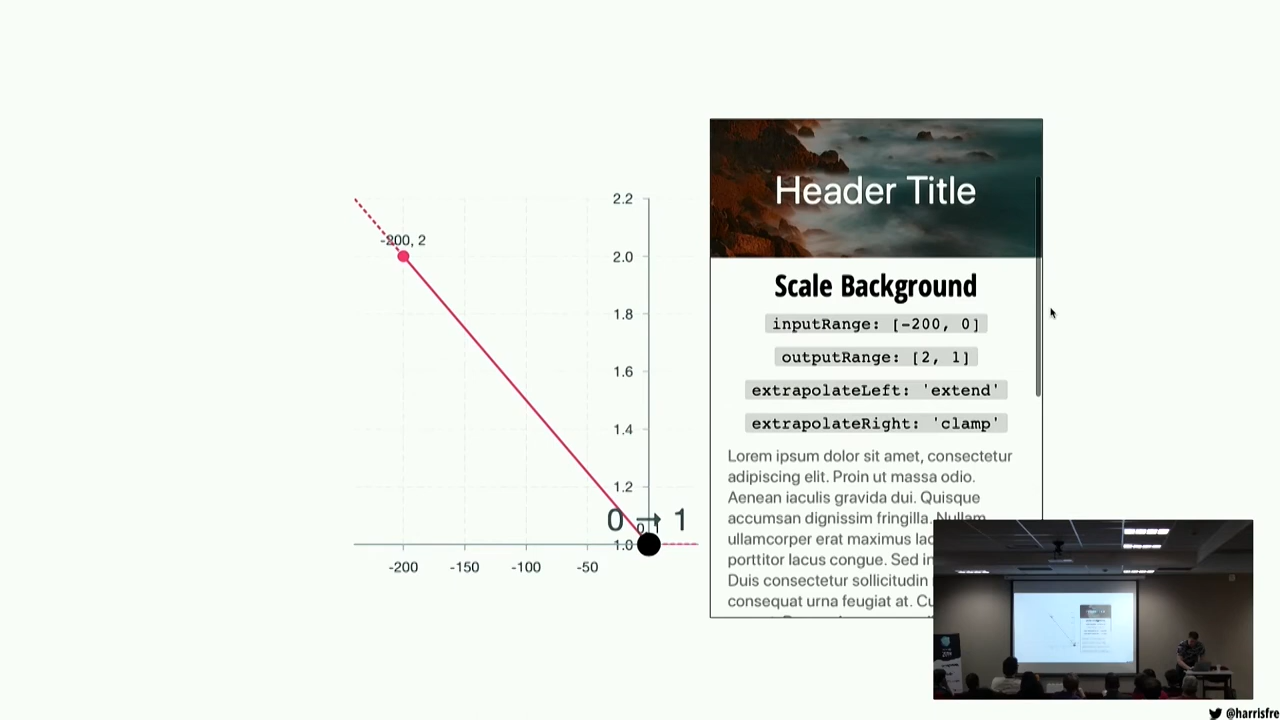 2.2
-200, 2
2.0
1.8
1.6
1.4
1.2
0 → 1
1.0
-200
-150
-100
-50
Header Title
Scale Background
inputRange: [-200, 0]
outputRange: [2, 1]
extrapolateLeft: 'extend'
extrapolateRight: 'clamp'
Lorem ipsum dolor sit amet, consectetur
adipiscing elit. Proin ut massa odio.
Aenean iaculis gravida dui. Quisque
accumsan dignissim fringilla. Nullam
ullamcorper erat maximus
porttitor lacus congue. Sed
Duis consectetur sollicitudin
consequat urna feugiat at.
@harrisfre